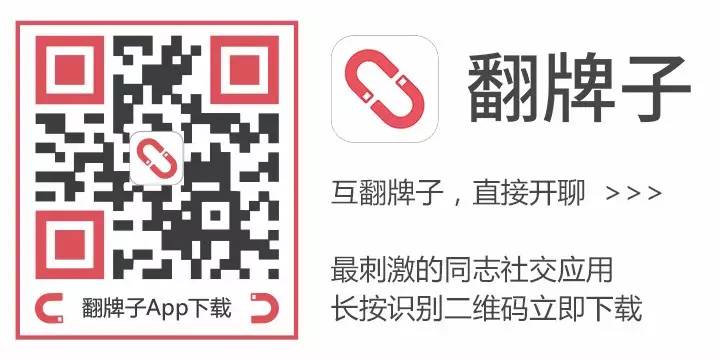 翻牌子App下载
翻牌子
互翻牌子，直接开聊 >>>
最刺激的同志社交应用
长按识别二维码立即下载